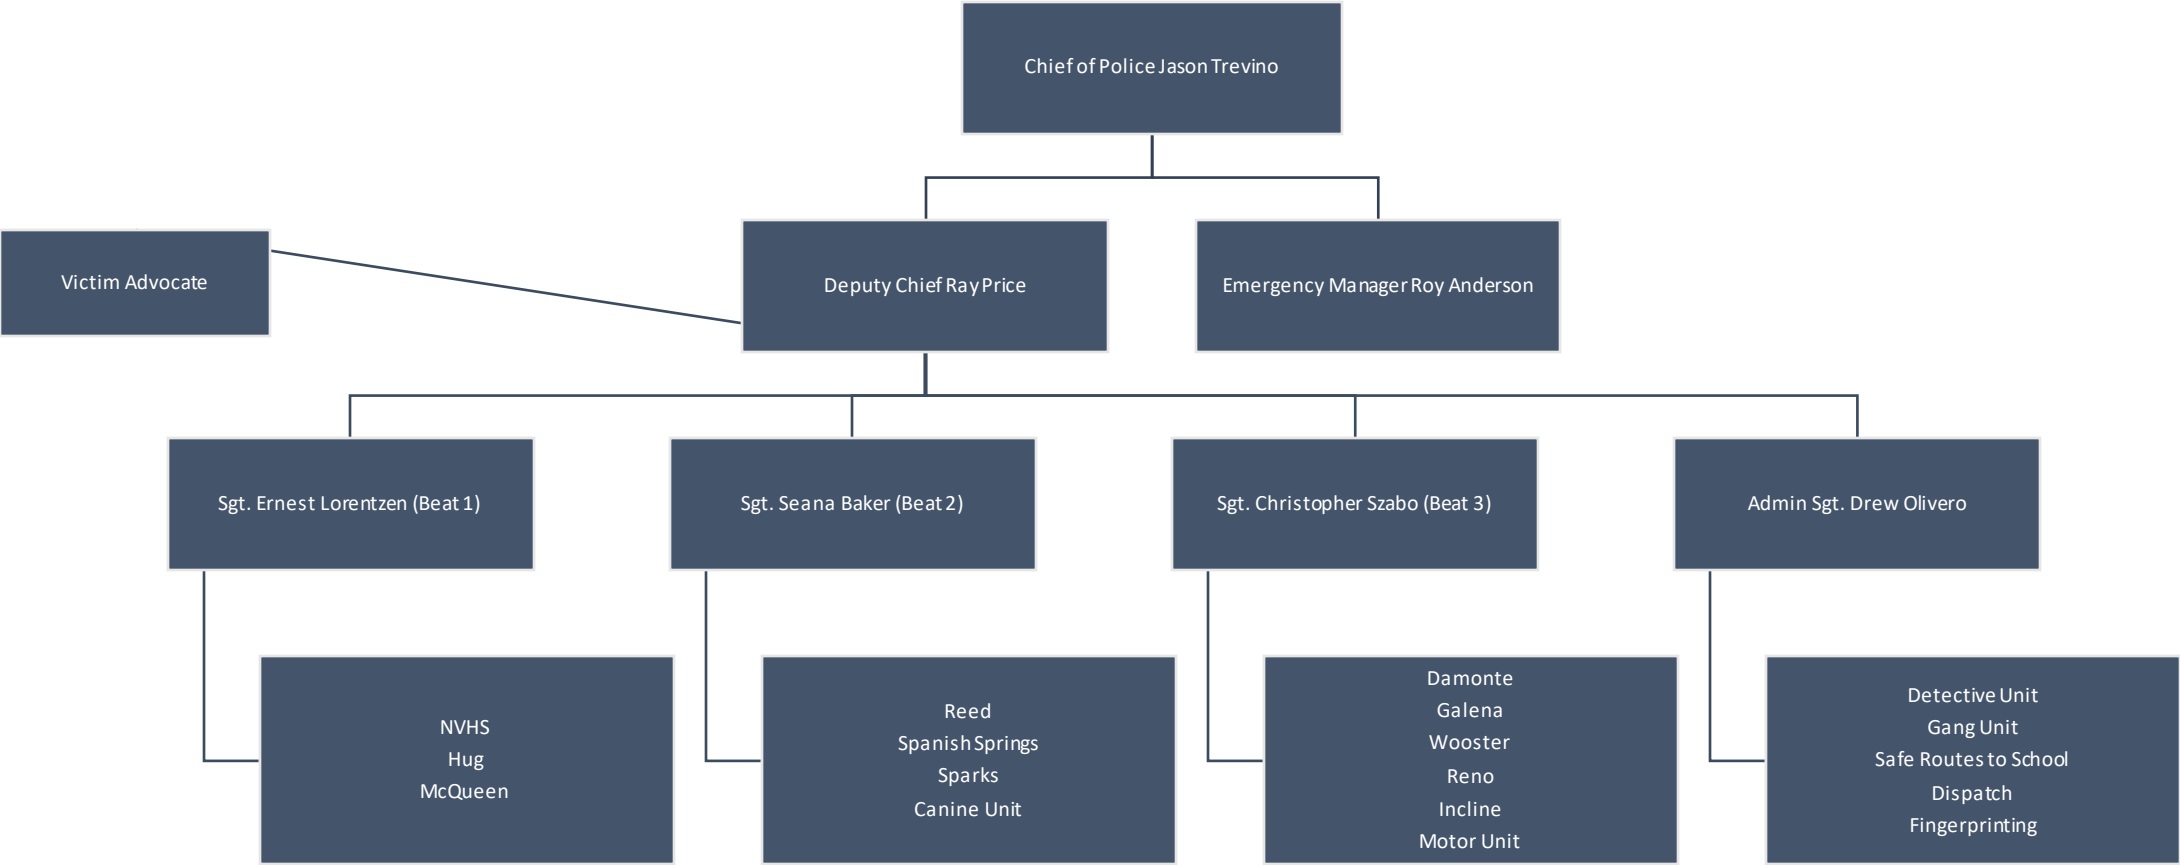 Chief of Police Jason Trevino
Victim Advocate
Deputy Chief Ray Price
Emergency Manager Roy Anderson
Sgt. Ernest Lorentzen (Beat 1)
Sgt. Seana Baker (Beat 2)
Sgt. Christopher Szabo (Beat 3)
Admin Sgt. Drew Olivero
NVHS
Hug
McQueen
Reed
Spanish Springs
Sparks
Canine Unit
Damonte
Galena
Wooster
Reno
Incline
Motor Unit
Detective Unit
Gang Unit
Safe Routes to School
Dispatch
Fingerprinting